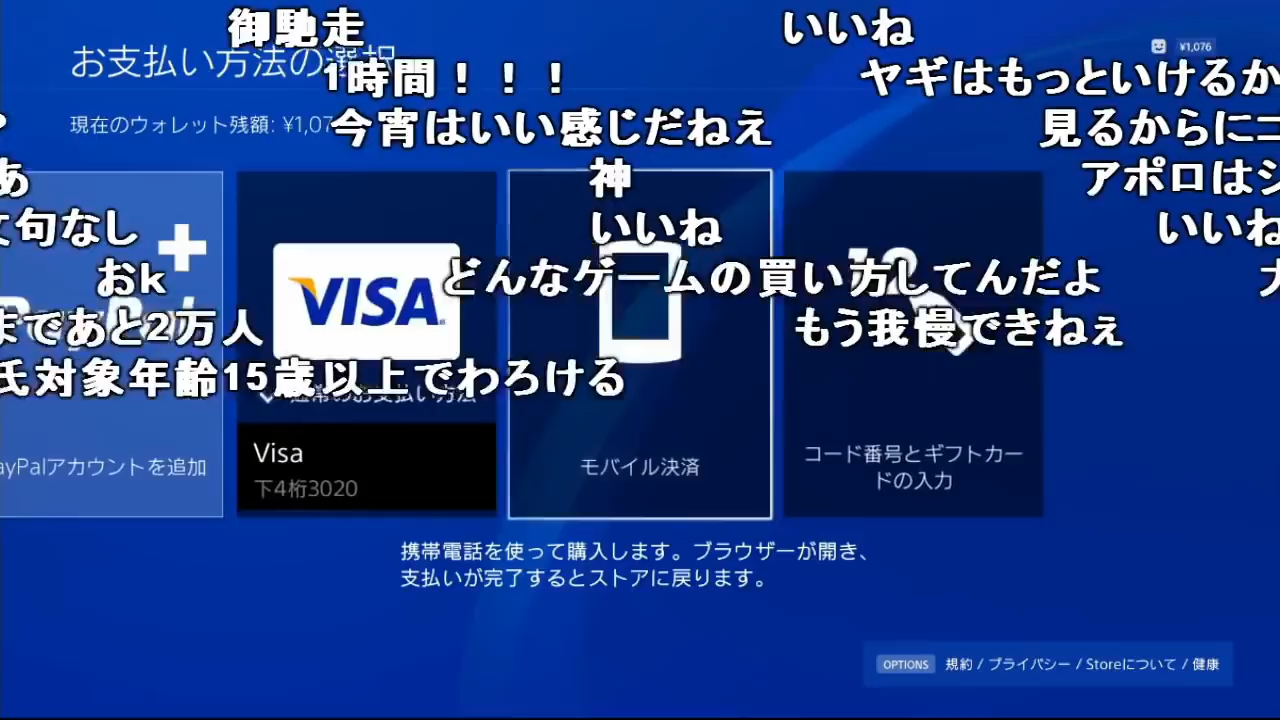 御馳走
いいね
お支払い方法の選択
¥1,076
1時間！！！
ヤギはもっといけるか
現在のウォレット残額: ¥1,07
今宵はいい感じだねえ
見るからにコ
あ
神
アポロはシ
文句なし
いいね
いいね
おk
どんなゲームの買い方してんだよ
VISA
まであと2万人
もう我慢できねぇ
氏対象年齢15歳以上でわろける
通常のお支払い方法
ayPalアカウントを追加
Visa
下4桁3020
モバイル決済
コード番号とギフトカー
ドの入力
携帯電話を使って購入します。ブラウザーが開き、
支払いが完了するとストアに戻ります。
OPTIONS 規約 / プライバシー / Storeについて / 健康